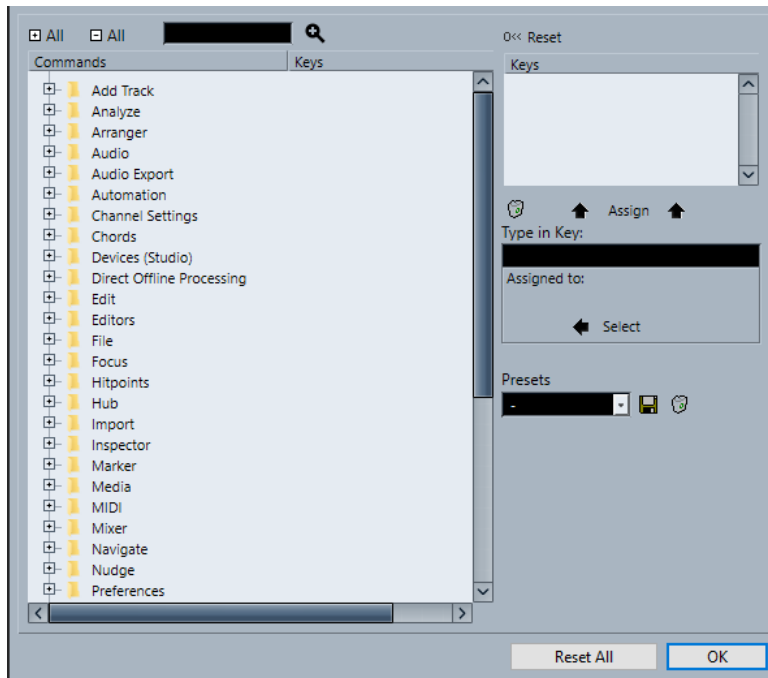 All All
Commands Keys
Add Track
Analyze
Arranger
Audio
Audio Export
Automation
Channel Settings
Chords
Devices (Studio)
Direct Offline Processing
Edit
Editors
File
Focus
Hitpoints
Hub
Import
Inspector
Marker
Media
MIDI
Mixer
Navigate
Nudge
Preferences
0<< Reset
Keys
Assign
Type in Key:
Assigned to:
Select
Presets
-
Reset All OK